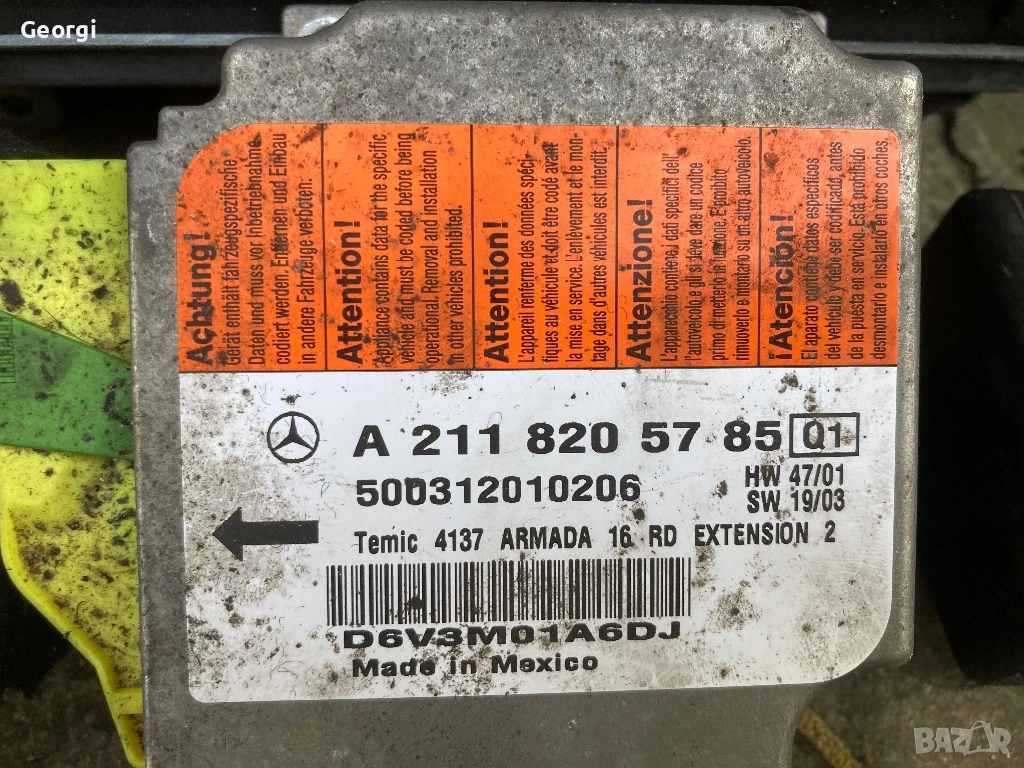 Georgi
Achtung!
Gerät enthält fahrzeugspezifische
Daten und muss vor Inbetriebnahme
codiert werden. Entfernen und Einbau
in andere Fahrzeuge verboten.
Attention!
Appliance contains data for the specific
vehicle and must be coded before being
operational. Removal and installation
in other vehicles prohibited.
Attention!
L'appareil renferme des données spéci-
fiques au véhicule et doit être codé avant
la mise en service. L'enlèvement et le mon-
tage dans d'autres véhicules est interdit.
Attenzione!
L'apparecchio contiene dati specifici dell'
autoveicolo e gli si deve dare un codice
primo di metterlo in funzione. E proibito
rimuoverlo e montarlo su im altro autoveicolo
¡Atención!
El aparato contiene datos especificos
del vehículo y debe ser codificado antes
de la puesta en servicio. Está prohibido
desmontarlo e instalarlo en otros coches.
A 211 820 57 85 Q1
500312010206
HW 47/01
SW 19/03
Temic 4137 ARMADA 16 RD EXTENSION 2
D6V3M01A6DJ
Made in Mexico
BAZAR